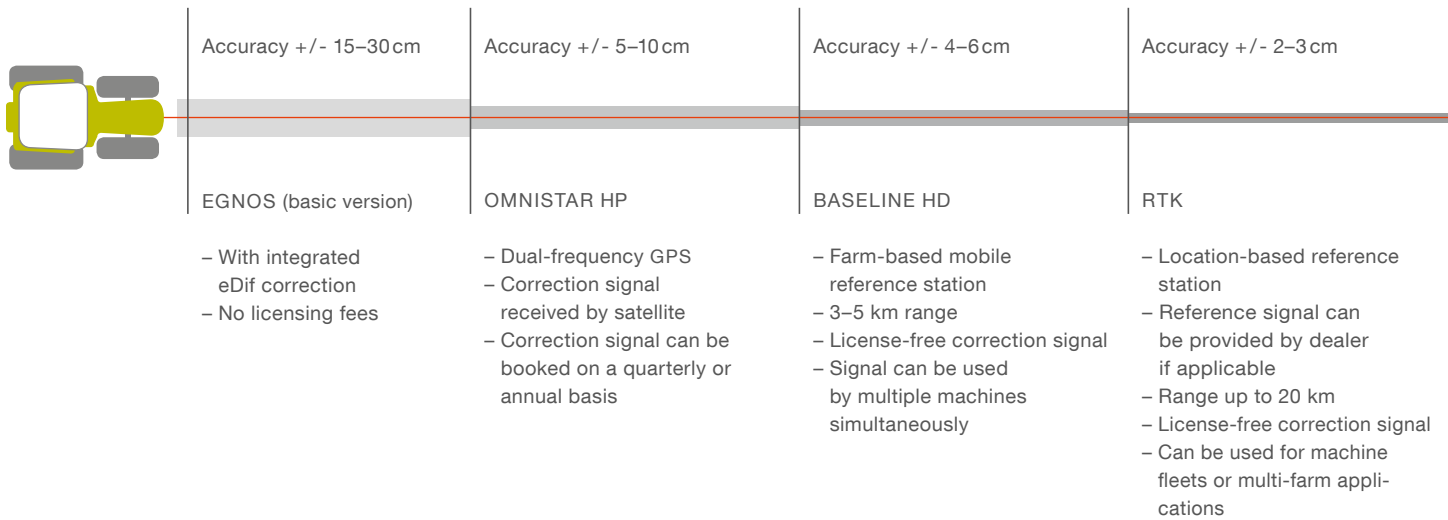 Accuracy +/- 15–30 cm
Accuracy +/- 5–10 cm
Accuracy +/- 4–6 cm
Accuracy +/- 2–3 cm
EGNOS (basic version)
– With integrated
eDif correction
– No licensing fees
OMNISTAR HP
– Dual-frequency GPS
– Correction signal
received by satellite
– Correction signal can be
booked on a quarterly or
annual basis
BASELINE HD
– Farm-based mobile
reference station
– 3–5 km range
– License-free correction signal
– Signal can be used
by multiple machines
simultaneously
RTK
– Location-based reference
station
– Reference signal can
be provided by dealer
if applicable
– Range up to 20 km
– License-free correction signal
– Can be used for machine
fleets or multi-farm appli-
cations